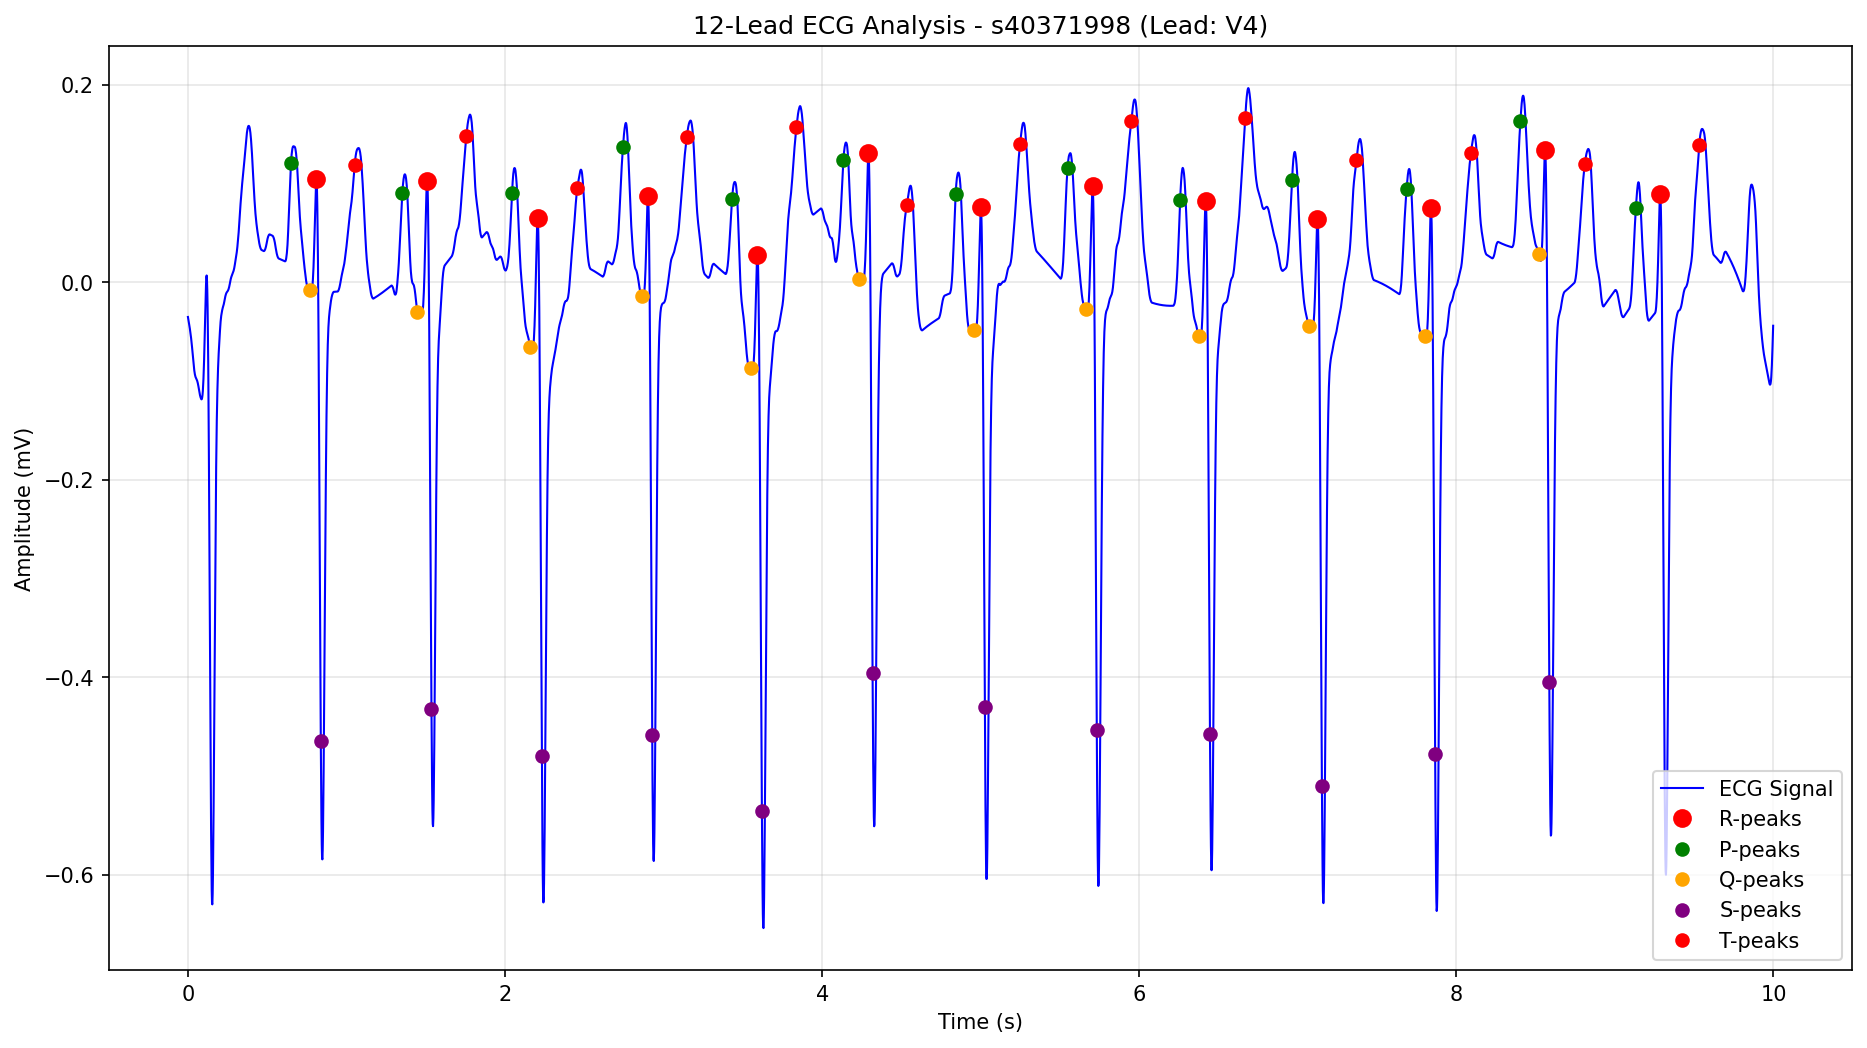 12-Lead ECG Analysis - s40371998 (Lead: V4)
Amplitude (mV)
0.2
0.0
−0.2
−0.4
−0.6
0
2
4
6
8
10
Time (s)
ECG Signal
R-peaks
P-peaks
Q-peaks
S-peaks
T-peaks